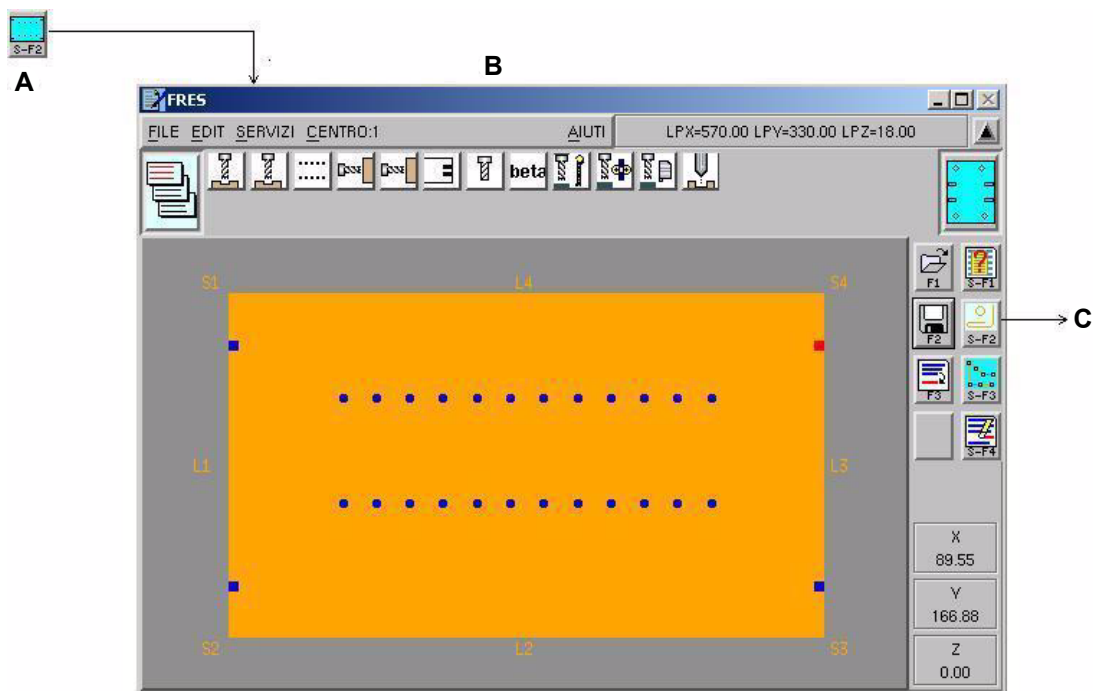 S-F2
A
B
FRES
FILE EDIT SERVIZI CENTRO:1 AIUTI LPX=570.00 LPY=330.00 LPZ=18.00
beta
S1 L4 S4
F1 S-F1
F2 S-F2
C
F3 S-F3
S-F4
L1 L3
S2 L2 S3
X
89.55
Y
166.88
Z
0.00